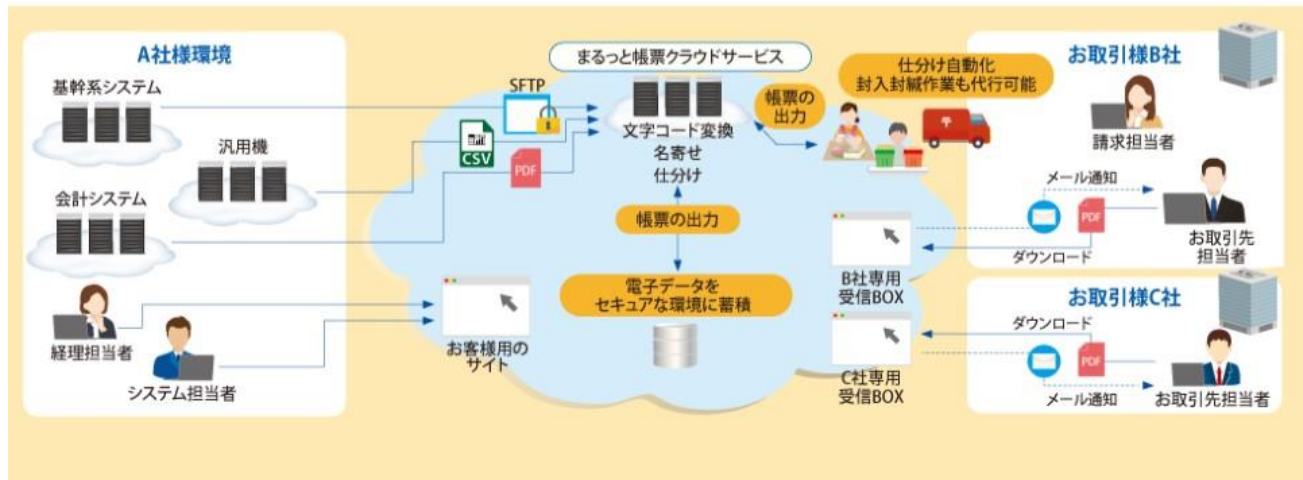 A社様環境
基幹系システム
汎用機
会計システム
経理担当者
システム担当者
SFTP
CSV
PDF
まるっと帳票クラウドサービス
文字コード変換
名寄せ
仕分け
帳票の出力
電子データを
セキュアな環境に蓄積
お客様用の
サイト
帳票の
出力
仕分け自動化
封入封緘作業も代行可能
〒
B社専用
受信BOX
C社専用
受信BOX
お取引様B社
請求担当者
メール通知
PDF
ダウンロード
お取引先
担当者
お取引様C社
ダウンロード
PDF
メール通知
お取引先担当者